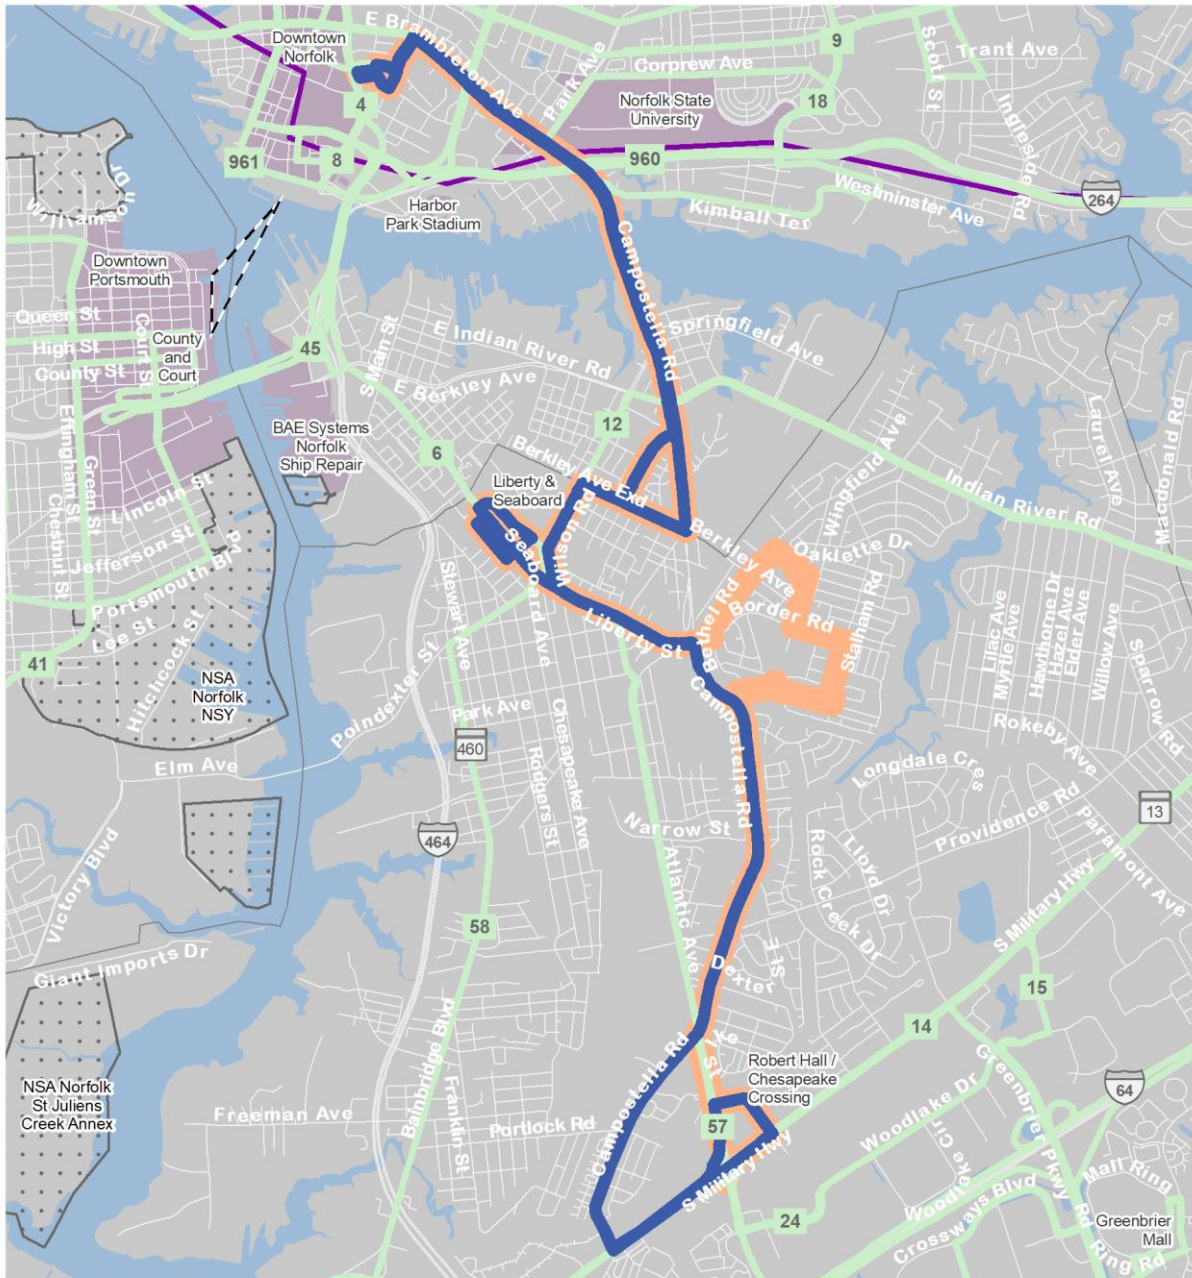 E Brambleton Ave
Downtown
Norfolk
4
Park Ave
Corprew Ave
9
Scott St
Trant Ave
18
Norfolk State
University
Ingleside Rd
961
8
960
Westminster Ave
264
Williamson Dr
Harbor
Park Stadium
Kimball Ter
Campostella Rd
Downtown
Portsmouth
Queen St
High St
County St
Court St
County
and
Court
45
S Main St
E Indian River Rd
Springfield Ave
E Berkley Ave
Effingham St
Green St
Chestnut St
BAE Systems
Norfolk
Ship Repair
6
12
Berkley Ave Exd
Liberty &
Seaboard
Wilson Rd
Wingfield Ave
Laurel Ave
Macdonald Rd
Indian River Rd
Lincoln St
Jefferson St
Portsmouth Bl
d
Lee St
Hitchcock St
Seaboard Ave
Stewart Ave
Berkley Ave
Oaklette Dr
Border Rd
Bethel Rd
Stalham Rd
Liberty St
Lilac Ave
Myrtle Ave
Hawthorne Dr
Hazel Ave
Elder Ave
Willow Ave
Sparrow Rd
41
NSA
Norfolk
NSY
Poindexter St
Park Ave
460
Rodgers St
Chesapeake Ave
Campostella Rd
Rokeby Ave
Elm Ave
Longdale Cres
Providence Rd
13
Paramont Ave
464
Narrow St
Rock Creek Dr
Lloyd Dr
Victory Blvd
Atlantic Ave
S Military Hwy
58
Giant Imports Dr
E St
Dexter
15
14
Bainbridge Blvd
Campostella Rd
Robert Hall /
Chesapeake
Crossing
64
NSA Norfolk
St Juliens
Creek Annex
Freeman Ave
Franklin St
Portlock Rd
57
S Military Hwy
Woodlake Dr
Woodlake Cir
Greenbrier Pkwy
Mall Ring
Rd
24
Crossways Blvd
Greenbrier
Mall
Ring Rd